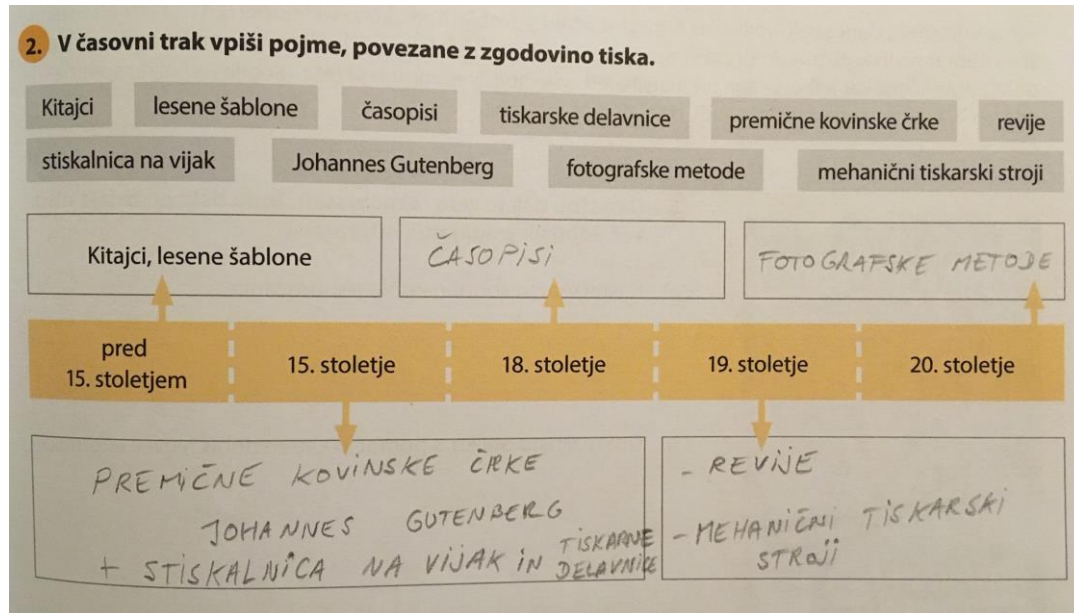 2. V časovni trak vpiši pojme, povezane z zgodovino tiska.
Kitajci lesene šablone časopisi tiskarske delavnice premične kovinske črke revije
stiskalnica na vijak Johannes Gutenberg fotografske metode mehanični tiskarski stroji
Kitajci, lesene šablone
ČASOPISI
FOTOGRAFSKE METODE
pred
15. stoletjem
15. stoletje
18. stoletje
19. stoletje
20. stoletje
PREMIČNE KOVINSKE ČRKE
JOHANNES GUTENBERG
+ STISKALNICA NA VIJAK IN TISKARNE
DELAVNICE
- REVIJE
- MEHANIČNI TISKARSKI
STROJI